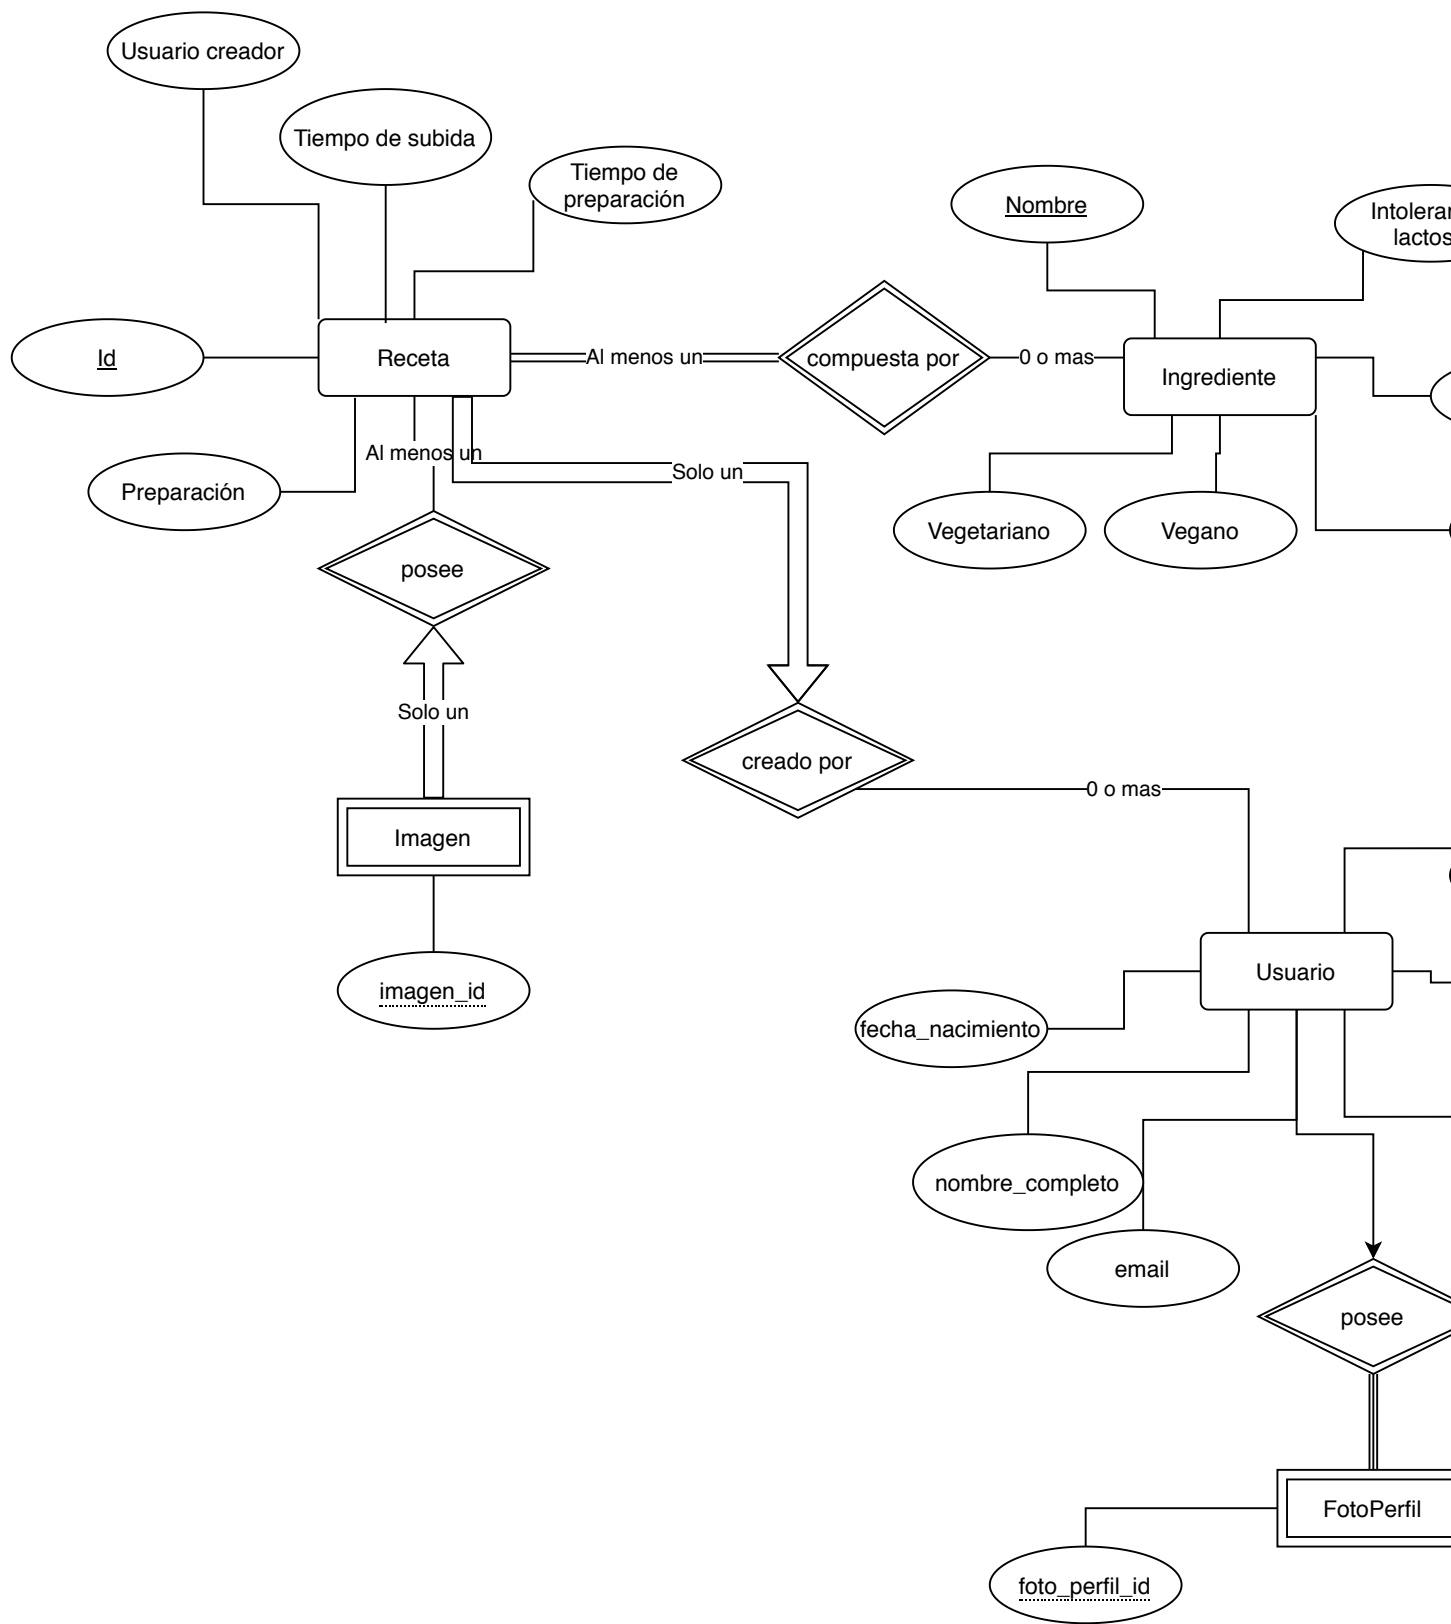 Usuario creador
Tiempo de subida
Tiempo de
preparación
Nombre
Id
Receta
Al menos un
compuesta por
0 o mas
Ingrediente
Al menos un
Solo un
Preparación
Vegetariano
Vegano
posee
Solo un
creado por
0 o mas
Imagen
imagen_id
Usuario
fecha_nacimiento
nombre_completo
email
posee
FotoPerfil
foto_perfil_id